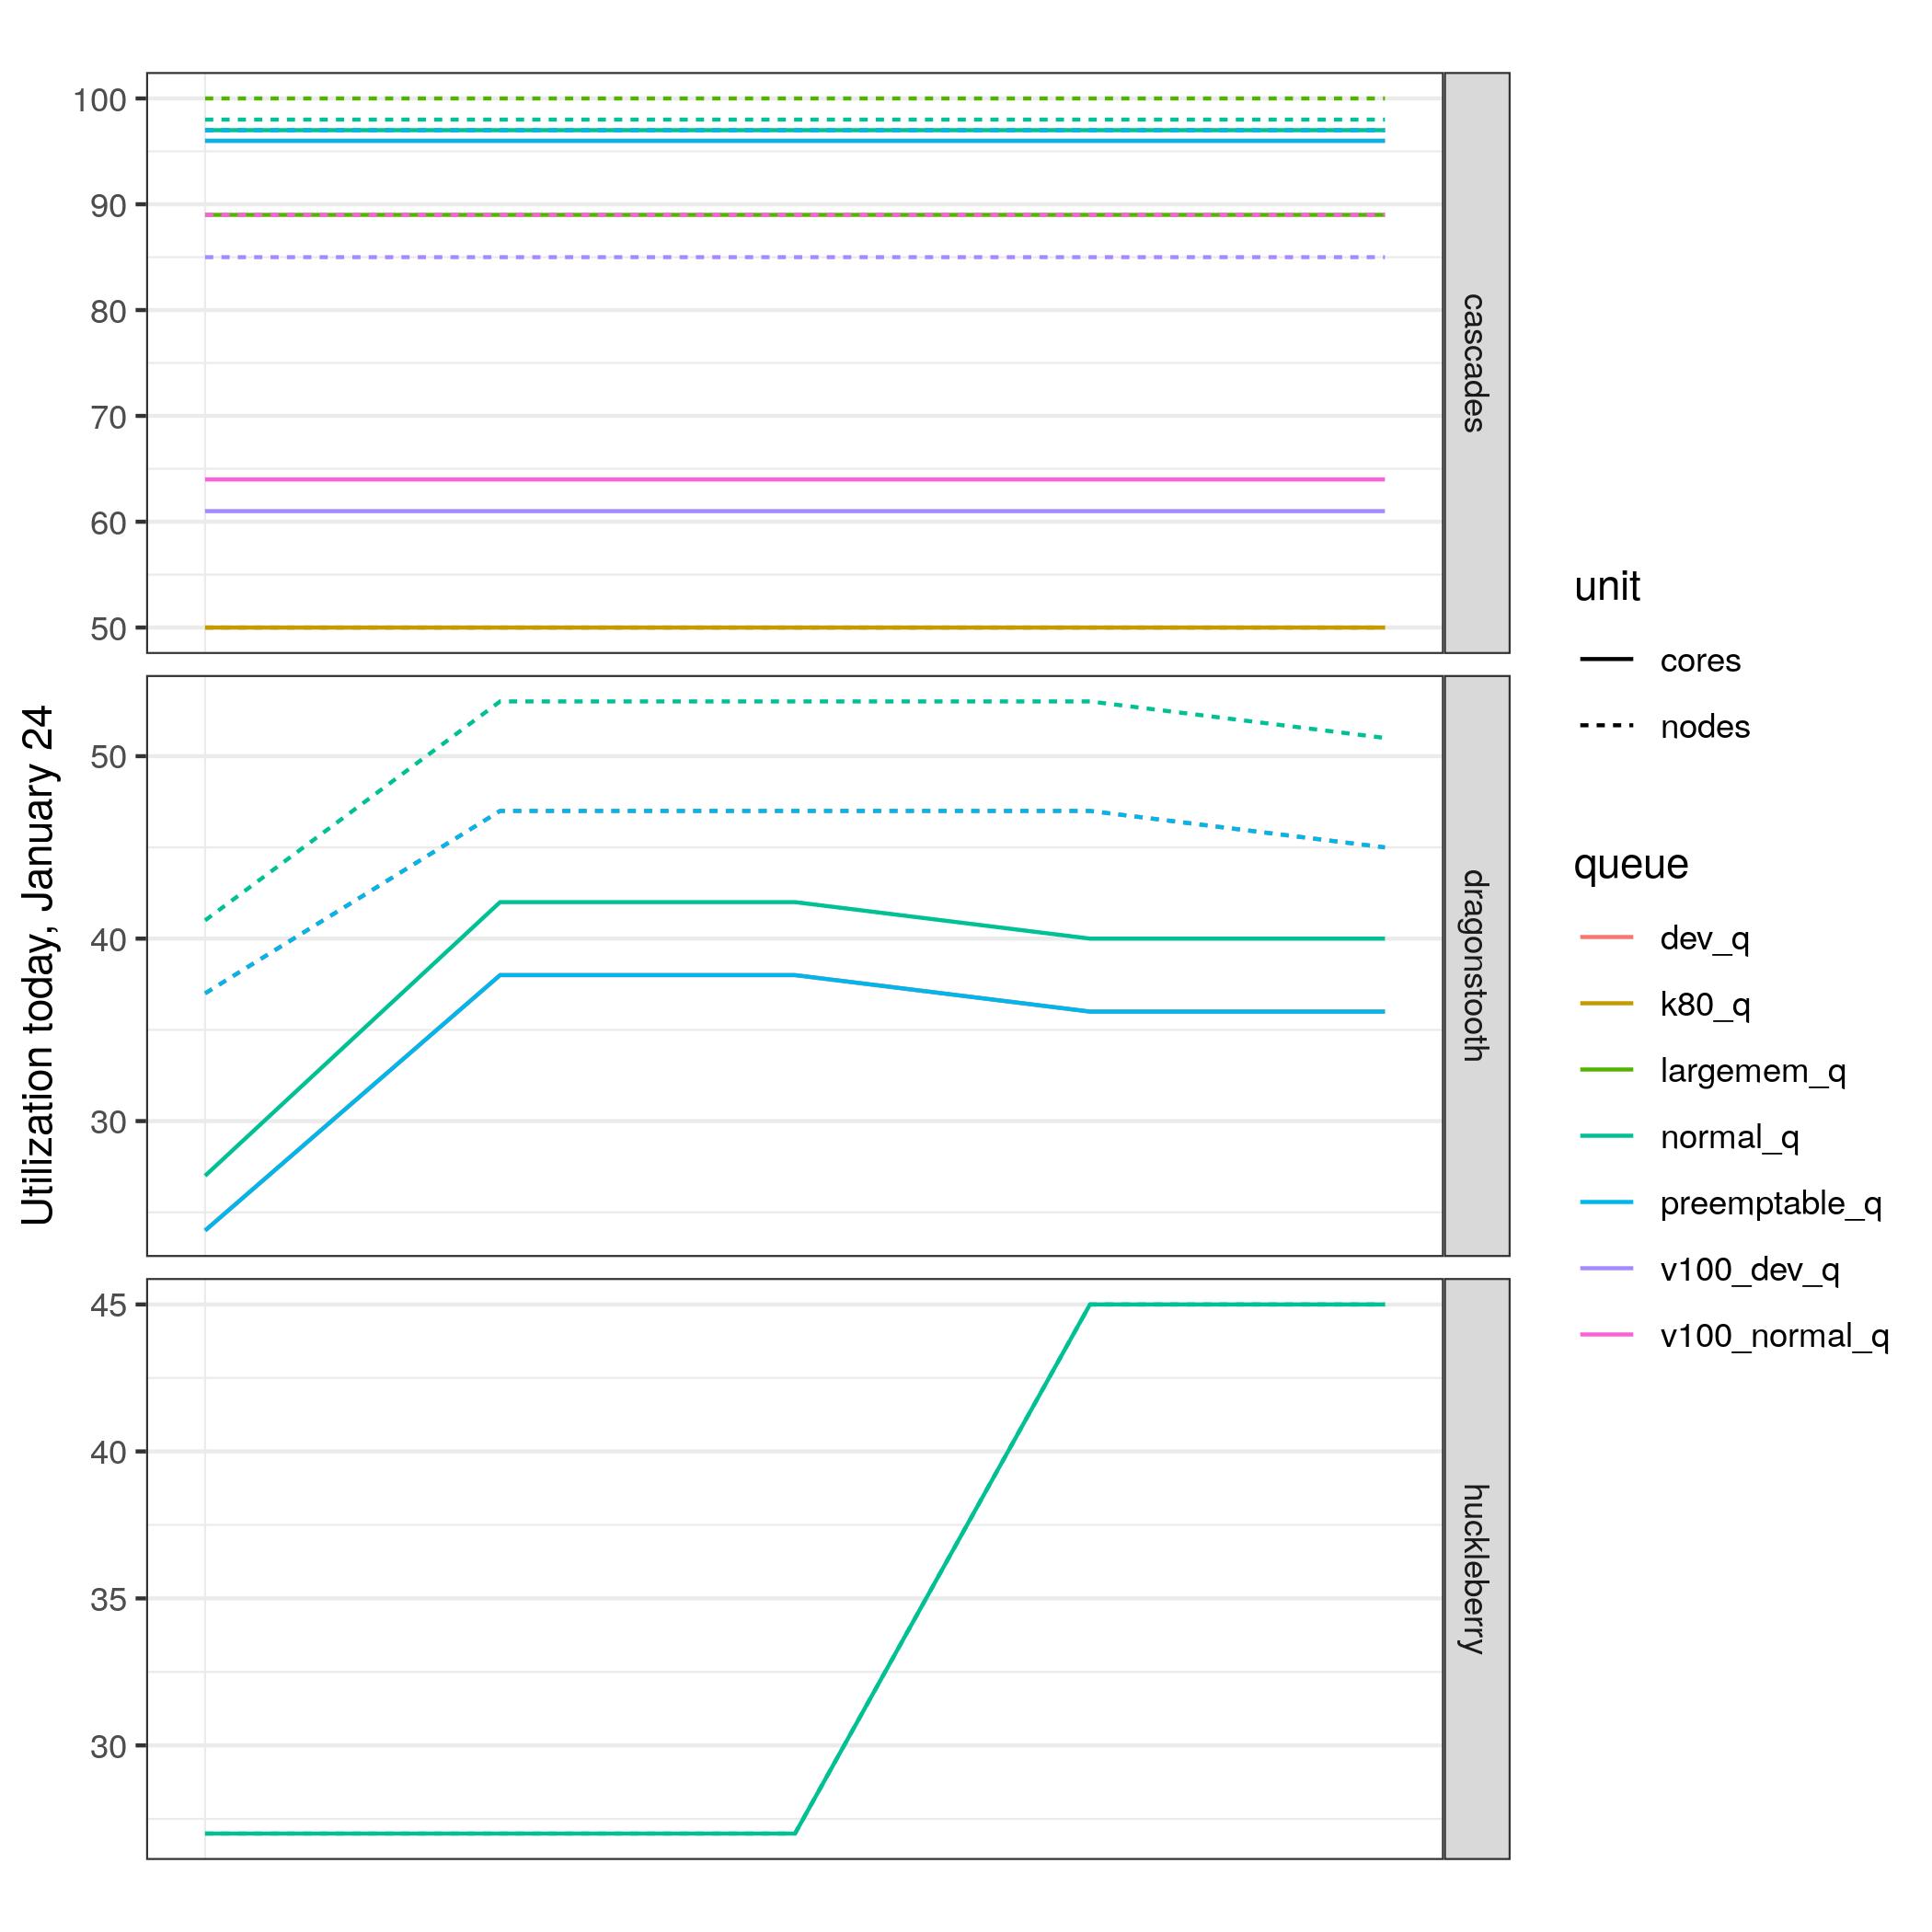 Utilization today, January 24
100
90
80
70
60
50
cascades
50
40
30
dragonstooth
45
40
35
30
huckleberry
unit
cores
nodes
queue
dev_q
k80_q
largemem_q
normal_q
preemptable_q
v100_dev_q
v100_normal_q